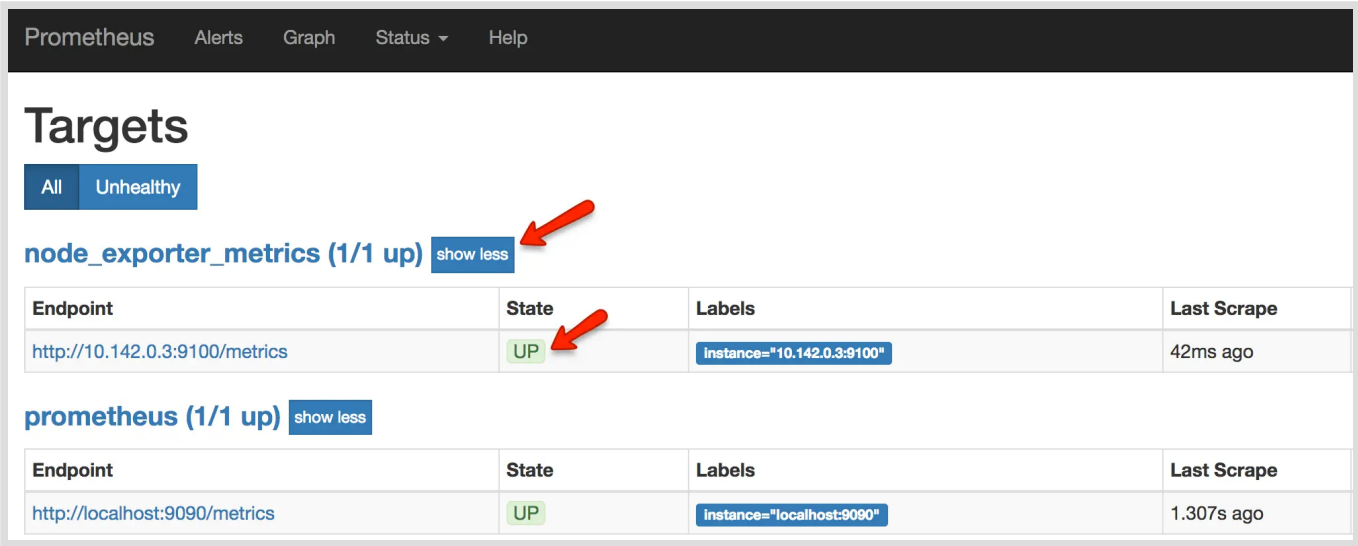 Prometheus Alerts Graph Status Help
Targets
All Unhealthy
node_exporter_metrics (1/1 up) show less
Endpoint State Labels Last Scrape
http://10.142.0.3:9100/metrics UP instance="10.142.0.3:9100" 42ms ago
prometheus (1/1 up) show less
Endpoint State Labels Last Scrape
http://localhost:9090/metrics UP instance="localhost:9090" 1.307s ago